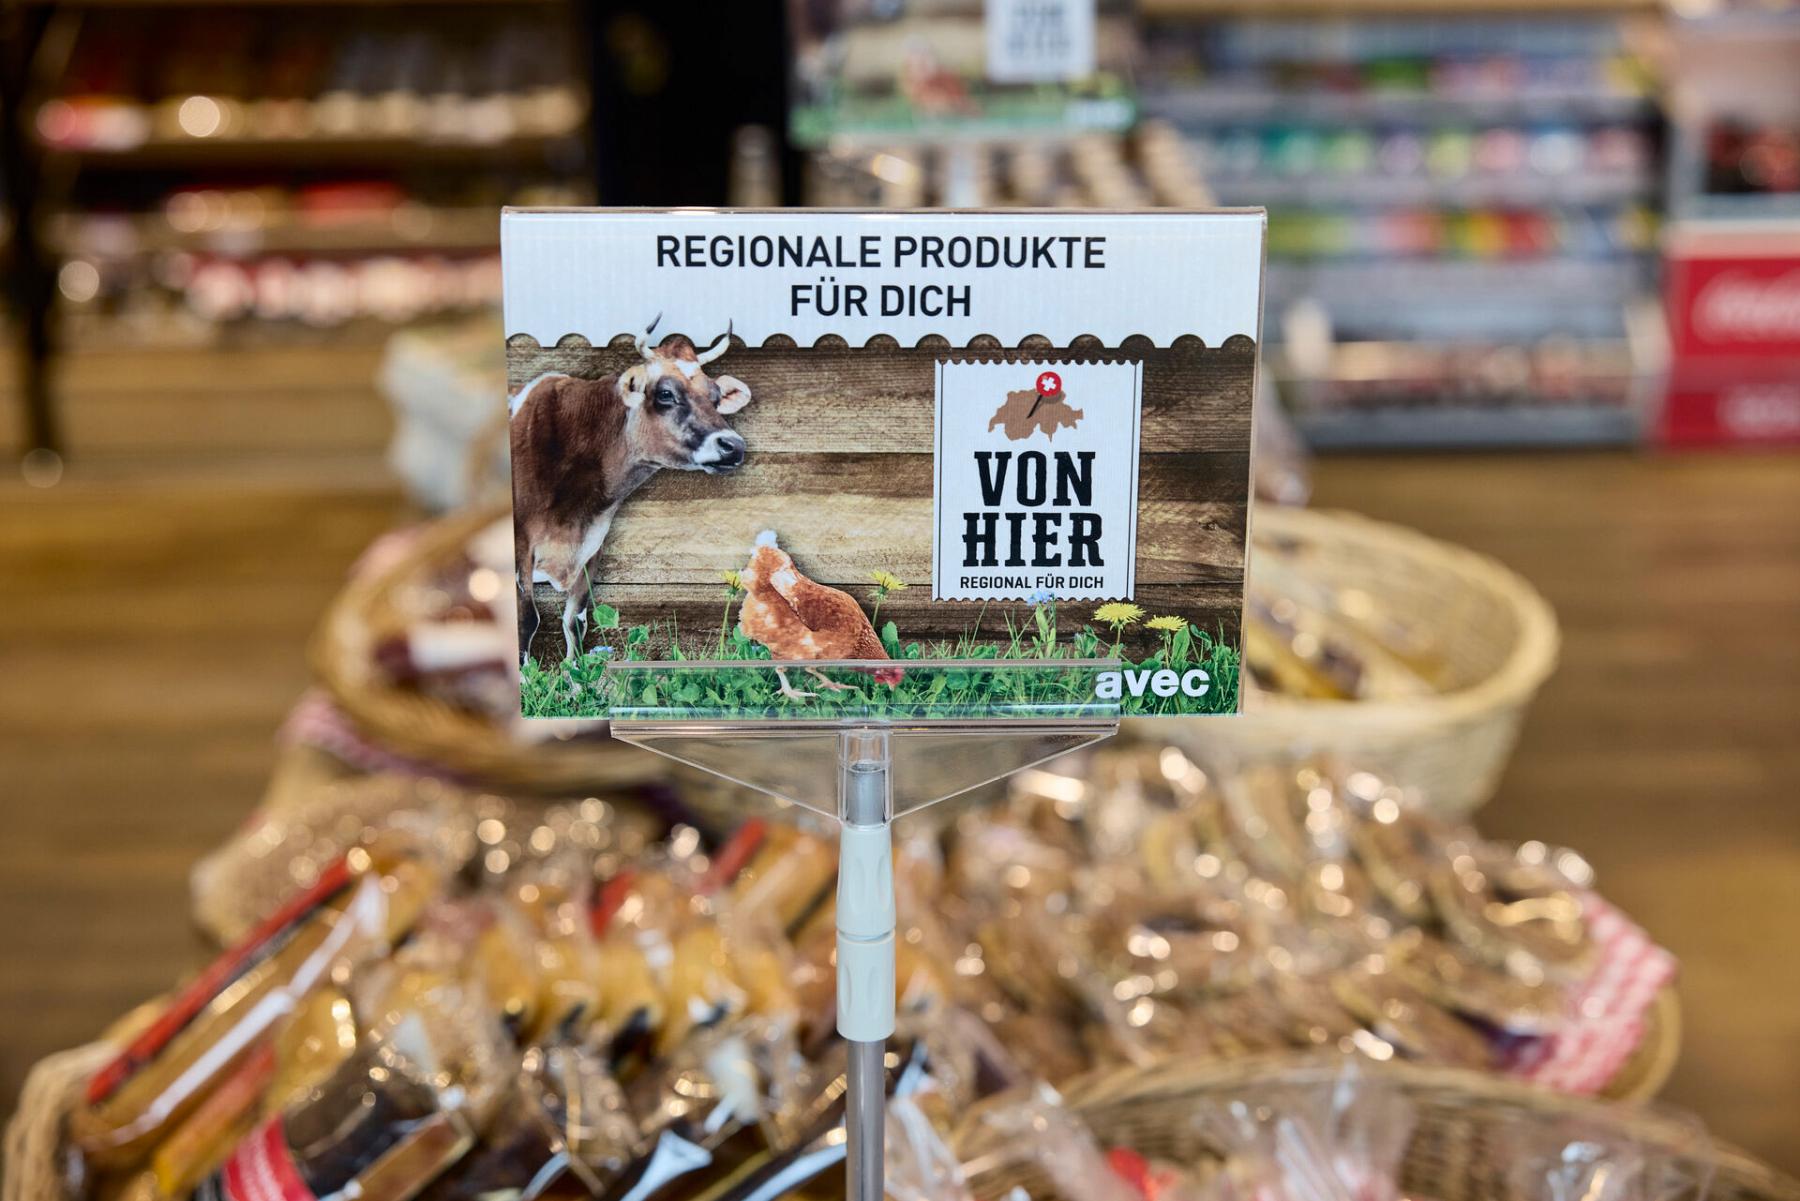 REGIONALE PRODUKTE
FÜR DICH
VON
HIER
REGIONAL FÜR DICH
avec